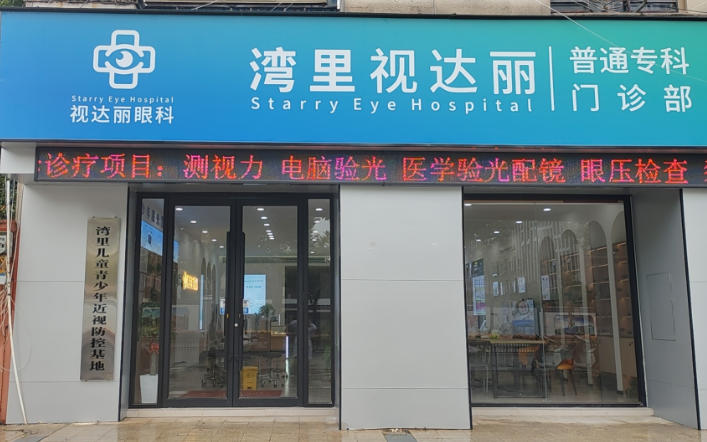 Starry Eye Hospital
视达丽眼科
湾里视达丽
Starry Eye Hospital
普通专科
门诊部
诊疗项目：测视力 电脑验光 医学验光配镜 眼压检查
湾里儿童青少年近视防控基地